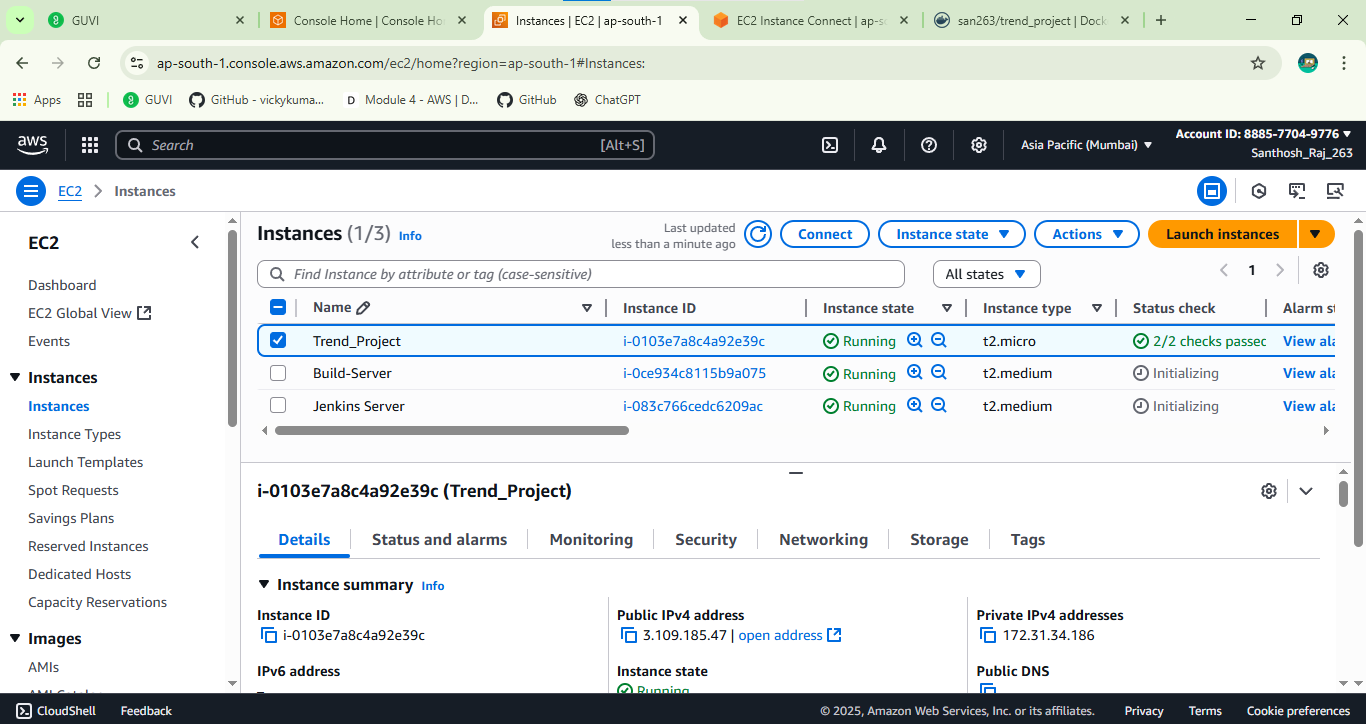 GUVI
Console Home | Console Ho
Instances | EC2 | ap-south-1
EC2 Instance Connect | ap-so
san263/trend_project | Dock
ap-south-1.console.aws.amazon.com/ec2/home?region=ap-south-1#Instances:
Apps GUVI GitHub - vickykuma... D Module 4 - AWS | D... GitHub ChatGPT
aws Search [Alt+S] Asia Pacific (Mumbai) Account ID: 8885-7704-9776
Santhosh_Raj_263
EC2 Instances
EC2
Dashboard
EC2 Global View
Events
Instances
Instances
Instance Types
Launch Templates
Spot Requests
Savings Plans
Reserved Instances
Dedicated Hosts
Capacity Reservations
Images
AMIs
AMI Catalog
Instances (1/3) Info
Last updated
less than a minute ago
Connect Instance state Actions Launch instances
Find Instance by attribute or tag (case-sensitive) All states 1
Name Instance ID Instance state Instance type Status check Alarm st
Trend_Project i-0103e7a8c4a92e39c Running t2.micro 2/2 checks passed View ala
Build-Server i-0ce934c8115b9a075 Running t2.medium Initializing View ala
Jenkins Server i-083c766cedc6209ac Running t2.medium Initializing View ala
i-0103e7a8c4a92e39c (Trend_Project)
Details Status and alarms Monitoring Security Networking Storage Tags
Instance summary Info
Instance ID
i-0103e7a8c4a92e39c
IPv6 address
–
Public IPv4 address
3.109.185.47 | open address
Instance state
Running
Private IPv4 addresses
172.31.34.186
Public DNS
CloudShell Feedback © 2025, Amazon Web Services, Inc. or its affiliates. Privacy Terms Cookie preferences